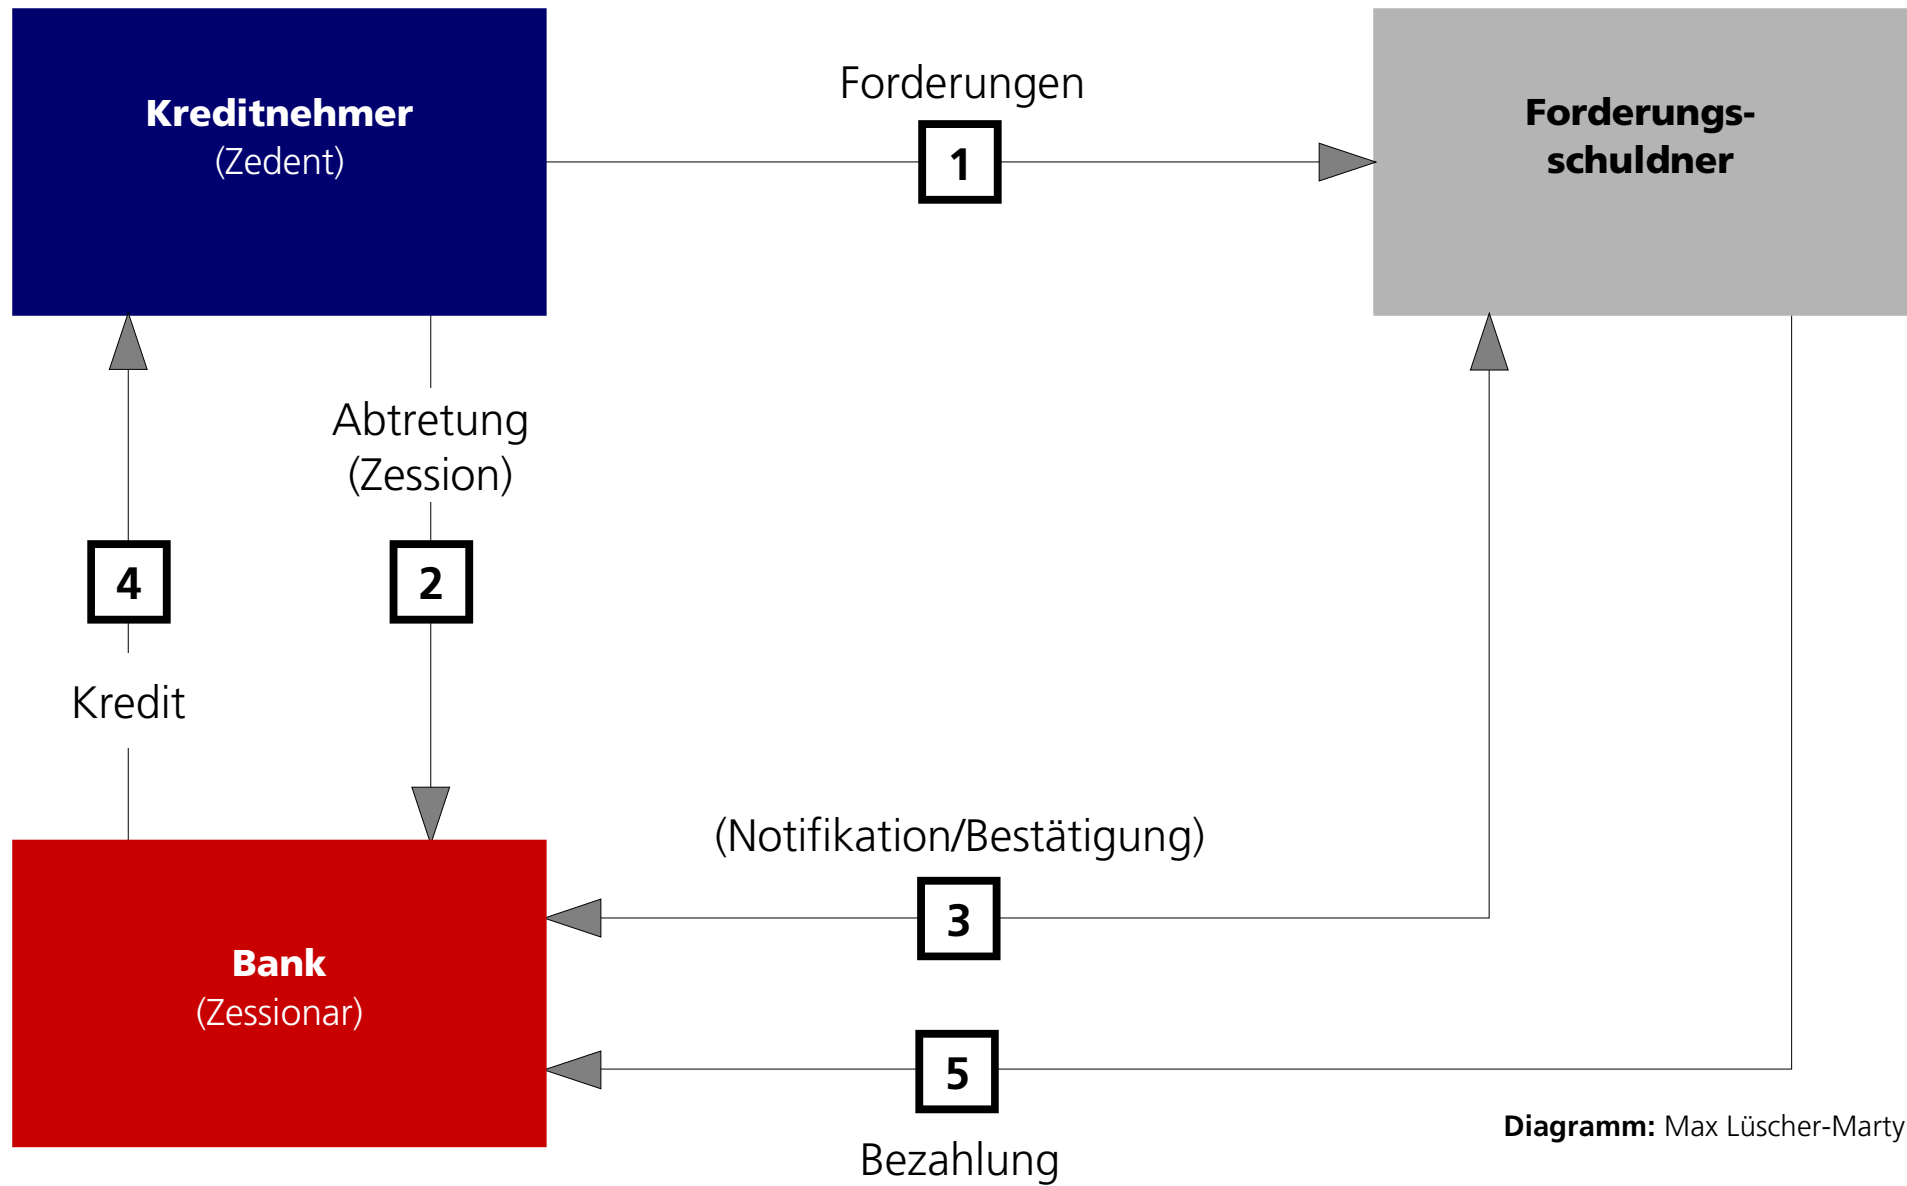 Kreditnehmer
(Zedent)
Forderungen
1
Forderungs-
schuldner
Abtretung
(Zession)
4
2
Kredit
(Notifikation/Bestätigung)
3
Bank
(Zessionar)
5
Bezahlung
Diagramm: Max Lüscher-Marty